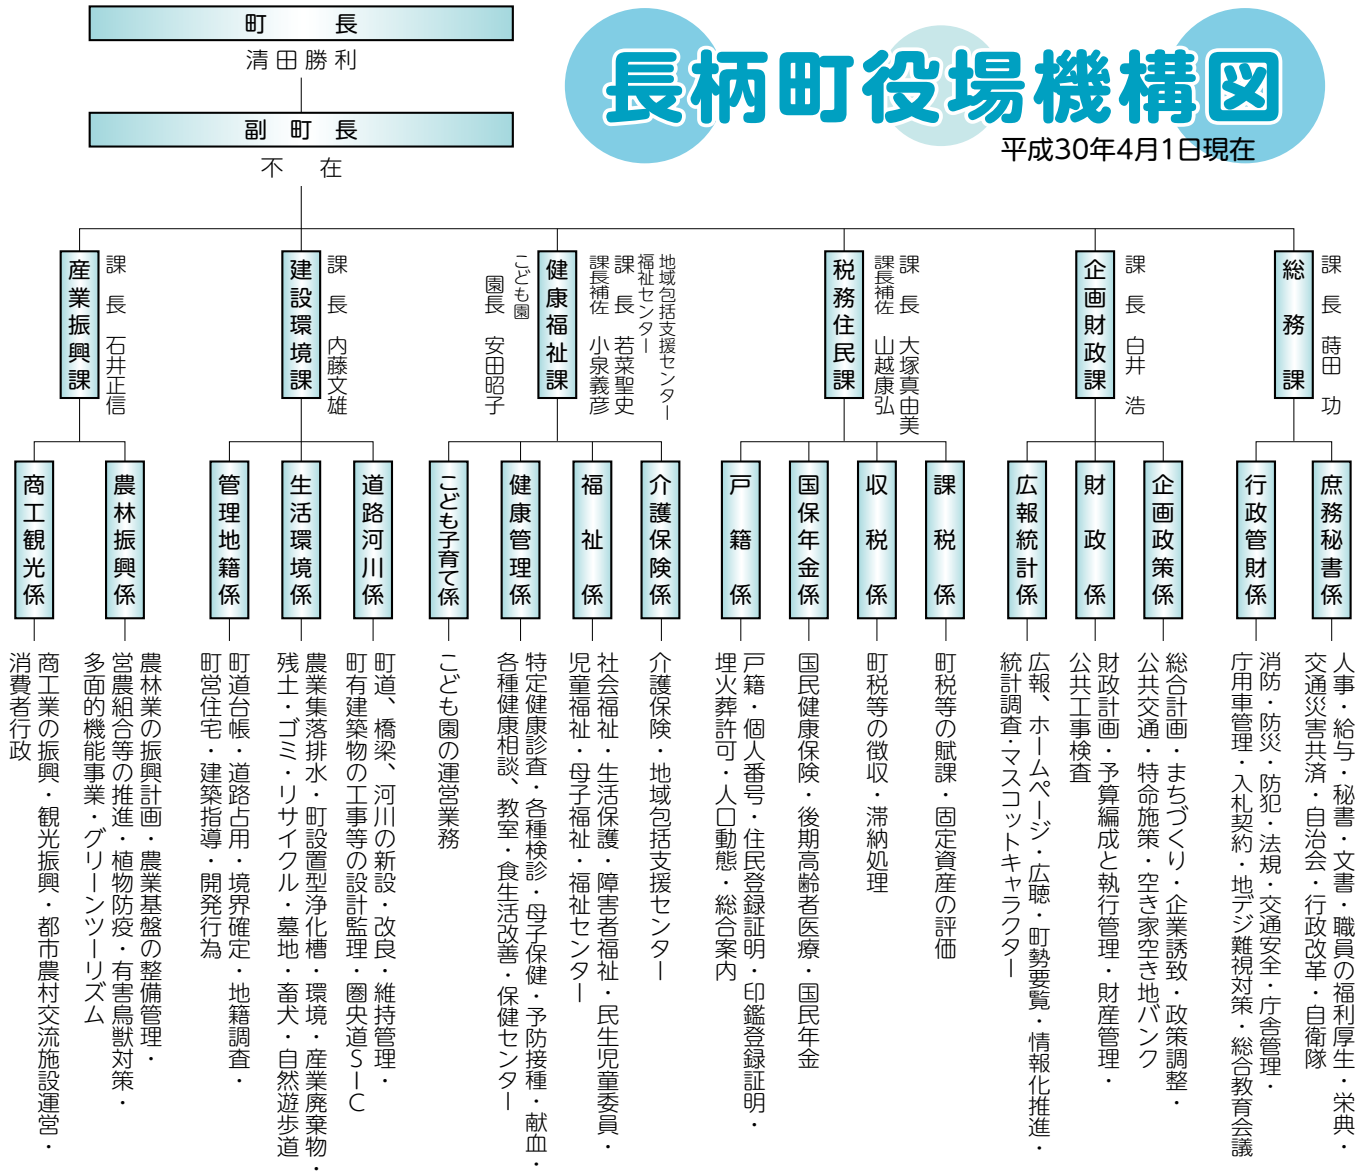 長柄町役場機構図
平成30年4月1日現在
町長
清田勝利
副町長
不在
総務課
課長 蒔田功
企画財政課
課長 白井浩
税務住民課
課長 大塚真由美
課長補佐 山越康弘
健康福祉課
地域包括支援センター
福祉センター
課長 若菜聖史
課長補佐 小泉義彦
こども園
園長 安田昭子
建設環境課
課長 内藤文雄
産業振興課
課長 石井正信
庶務秘書係
人事・給与・秘書・文書・職員の福利厚生・栄典・
交通災害共済・自治会・行政改革・自衛隊
行政管財係
消防・防災・防犯・法規・交通安全・庁舎管理・
庁用車管理・入札契約・地デジ難視対策・総合教育会議
企画政策係
総合計画・まちづくり・企業誘致・政策調整・
公共交通・特命施策・空き家空き地バンク
財政係
財政計画・予算編成と執行管理・財産管理・
公共工事検査
広報統計係
広報、ホームページ・広聴・町勢要覧・情報化推進・
統計調査・マスコットキャラクター
課税係
町税等の賦課・固定資産の評価
収税係
町税等の徴収・滞納処理
国保年金係
国民健康保険・後期高齢者医療・国民年金
戸籍係
戸籍・個人番号・住民登録証明・印鑑登録証明・
埋火葬許可・人口動態・総合案内
介護保険係
介護保険・地域包括支援センター
福祉係
社会福祉・生活保護・障害者福祉・民生児童委員・
児童福祉・母子福祉・福祉センター
健康管理係
特定健康診査・各種検診・母子保健・予防接種・献血・
各種健康相談、教室・食生活改善・保健センター
こども子育て係
こども園の運営業務
道路河川係
町道、橋梁、河川の新設・改良・維持管理・
町有建築物の工事等の設計監理・圏央道SIC
生活環境係
農業集落排水・町設置型浄化槽・環境・産業廃棄物・
残土・ゴミ・リサイクル・墓地・畜犬・自然遊歩道
管理地籍係
町道台帳・道路占用・境界確定・地籍調査・
町営住宅・建築指導・開発行為
農林振興係
農林業の振興計画・農業基盤の整備管理・
営農組合等の推進・植物防疫・有害鳥獣対策・
多面的機能事業・グリーンツーリズム
商工観光係
商工業の振興・観光振興・都市農村交流施設運営・
消費者行政